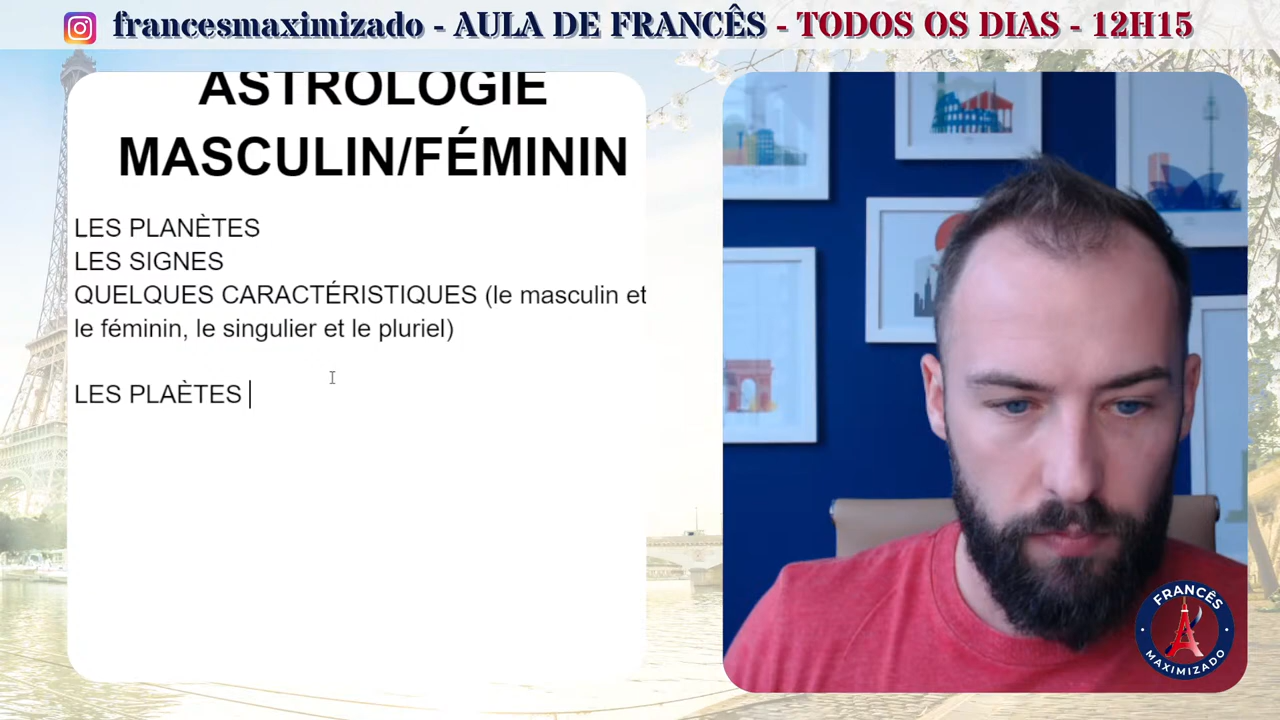 francesmaximizado - AULA DE FRANCÊS - TODOS OS DIAS - 12H15
ASTROLOGIE
MASCULIN/FÉMININ
LES PLANÈTES
LES SIGNES
QUELQUES CARACTÉRISTIQUES (le masculin et
le féminin, le singulier et le pluriel)
LES PLAÈTES
FRANCÊS
MAXIMIZADO